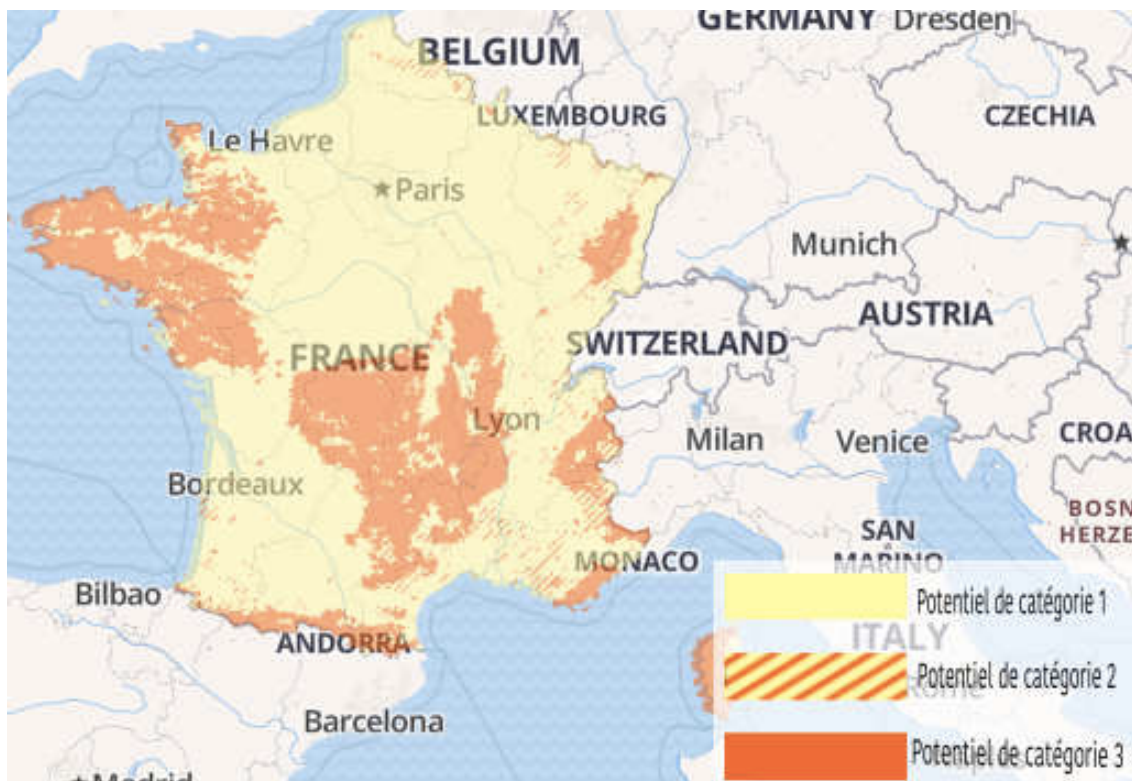 GERMANY
Dresden
BELGIUM
LUXEMBOURG
CZECHIA
Le Havre
Paris
Munich
AUSTRIA
SWITZERLAND
FRANCE
Lyon
Milan
Venice
CROA
Bordeaux
BOSN
HERZE
SAN
MARINO
MONACO
Bilbao
Potentiel de catégorie 1
ANDORRA
ITALY
Potentiel de catégorie 2
Rome
Barcelona
Potentiel de catégorie 3
Madrid